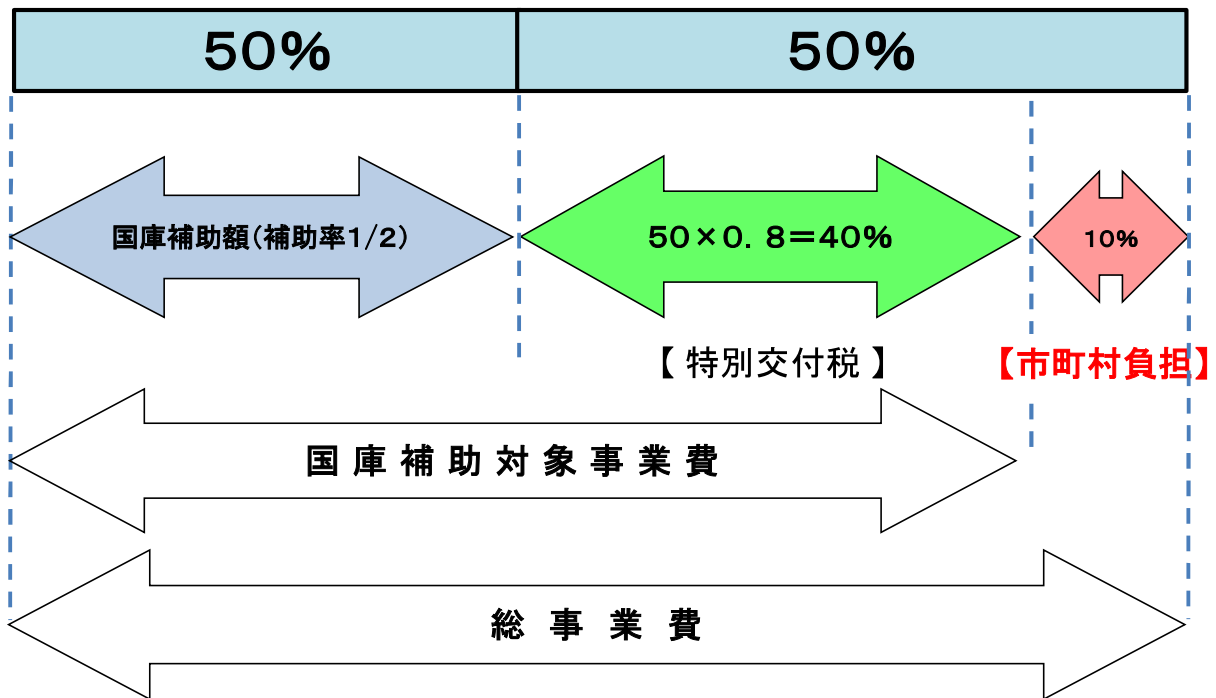 50%
50%
国庫補助額(補助率1/2)
50×0.8=40%
10%
【 特別交付税 】
【市町村負担】
国庫補助対象事業費
総事業費